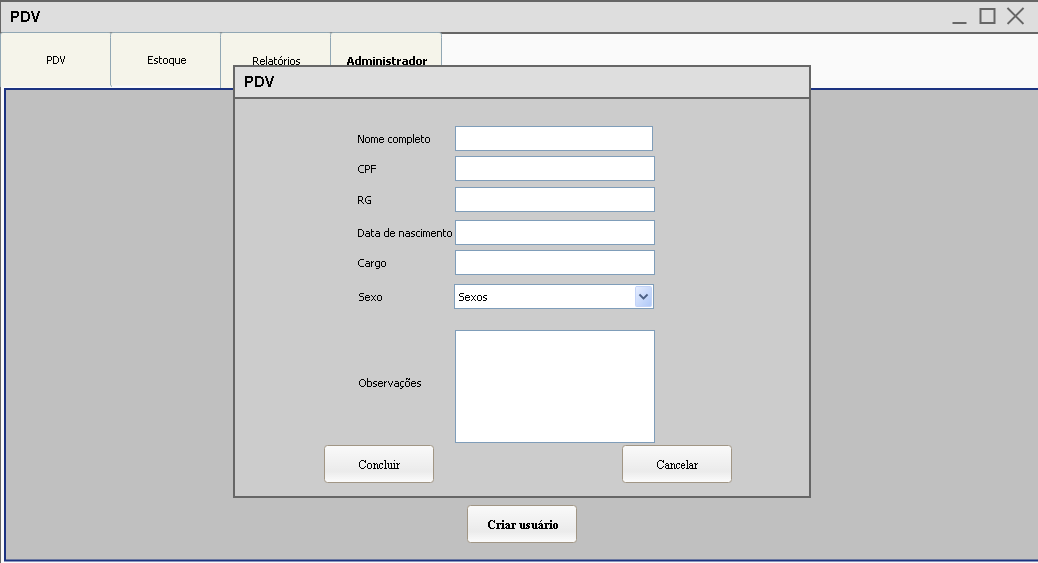 PDV
PDV
Estoque
Relatórios
Administrador
PDV
Nome completo
CPF
RG
Data de nascimento
Cargo
Sexo
Sexos
Observações
Concluir
Cancelar
Criar usuário